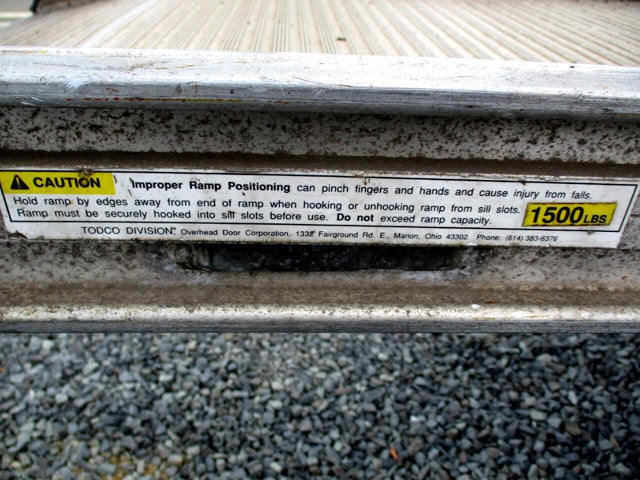 CAUTION Improper Ramp Positioning can pinch fingers and hands and cause injury from falls.
Hold ramp by edges away from end of ramp when hooking or unhooking ramp from sill slots.
Ramp must be securely hooked into sill slots before use. Do not exceed ramp capacity. 1500 LBS
TODCO DIVISION, Overhead Door Corporation, 1332 Fairground Rd. E., Marion, Ohio 43302 Phone: (614) 383-6376